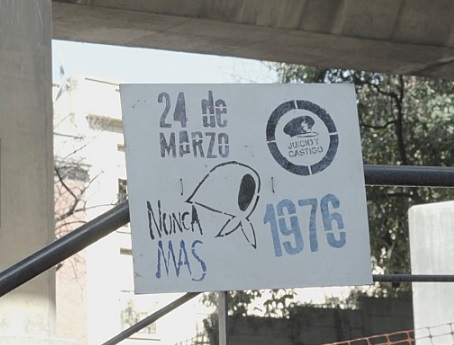 24 de
MARZO
JUICIO Y
CASTIGO
NUNCA
MAS
1976